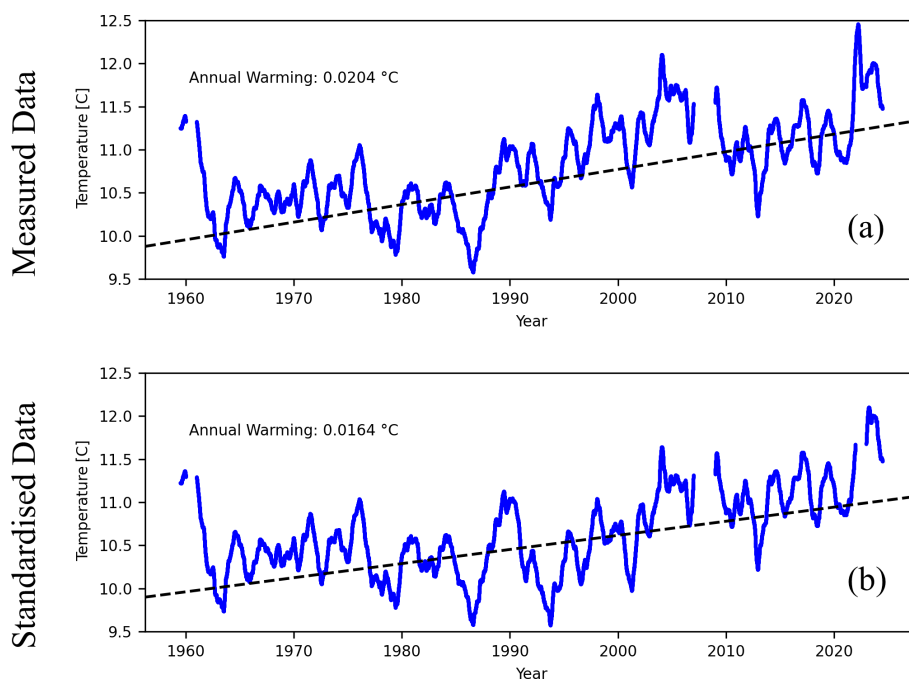 Measured Data
Temperature [C]
12.5
12.0
11.5
11.0
10.5
10.0
9.5
Annual Warming: 0.0204 °C
(a)
1960 1970 1980 1990 2000 2010 2020
Year
Standardised Data
Temperature [C]
12.5
12.0
11.5
11.0
10.5
10.0
9.5
Annual Warming: 0.0164 °C
(b)
1960 1970 1980 1990 2000 2010 2020
Year